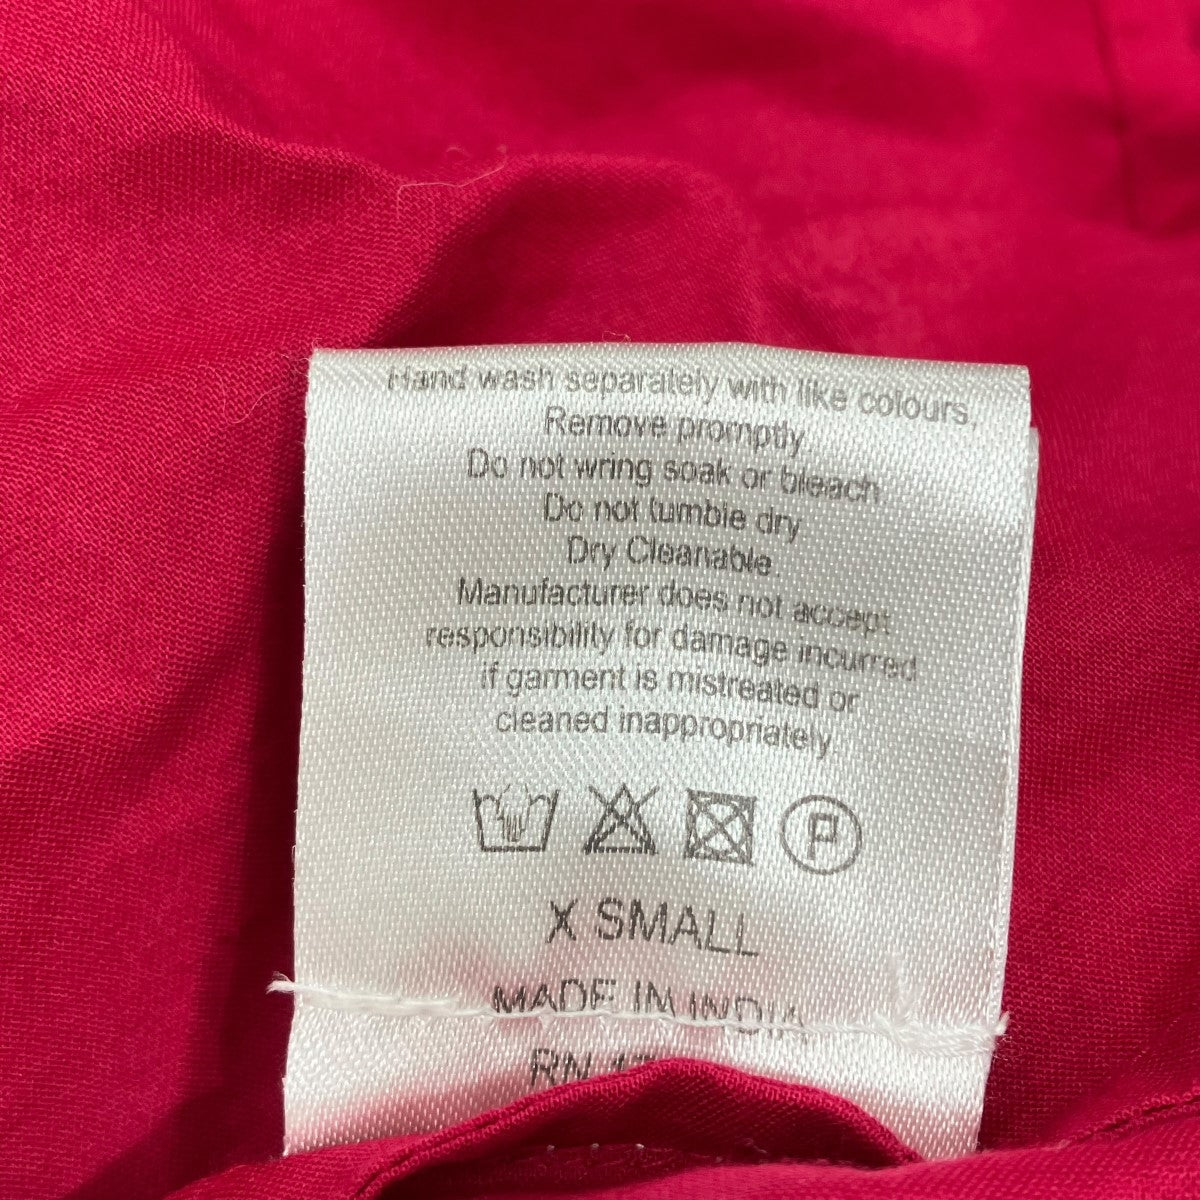 Hand wash separately with like colours,
Remove promptly
Do not wring soak or bleach
Do not tumble dry
Dry Cleanable.
Manufacturer does not accept
responsibility for damage incurred
if garment is mistreated or
cleaned inappropriately
P
X SMALL
MADE IN INDIA
RN